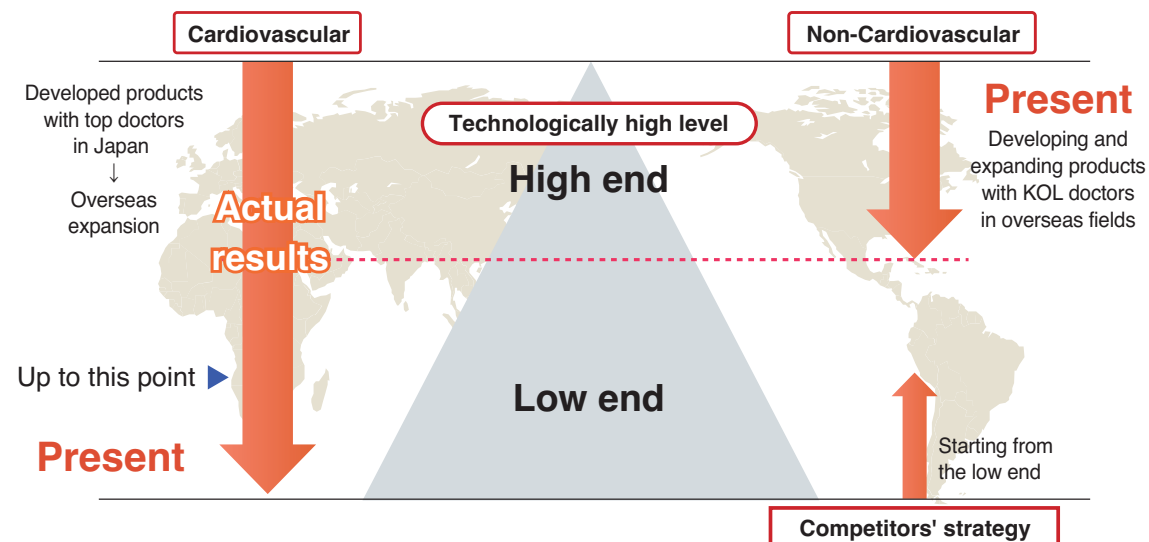 Cardiovascular
Non-Cardiovascular
Developed products
with top doctors
in Japan
↓
Overseas
expansion
Technologically high level
High end
Present
Developing and
expanding products
with KOL doctors
in overseas fields
Actual
results
Up to this point
Low end
Present
Starting from
the low end
Competitors' strategy